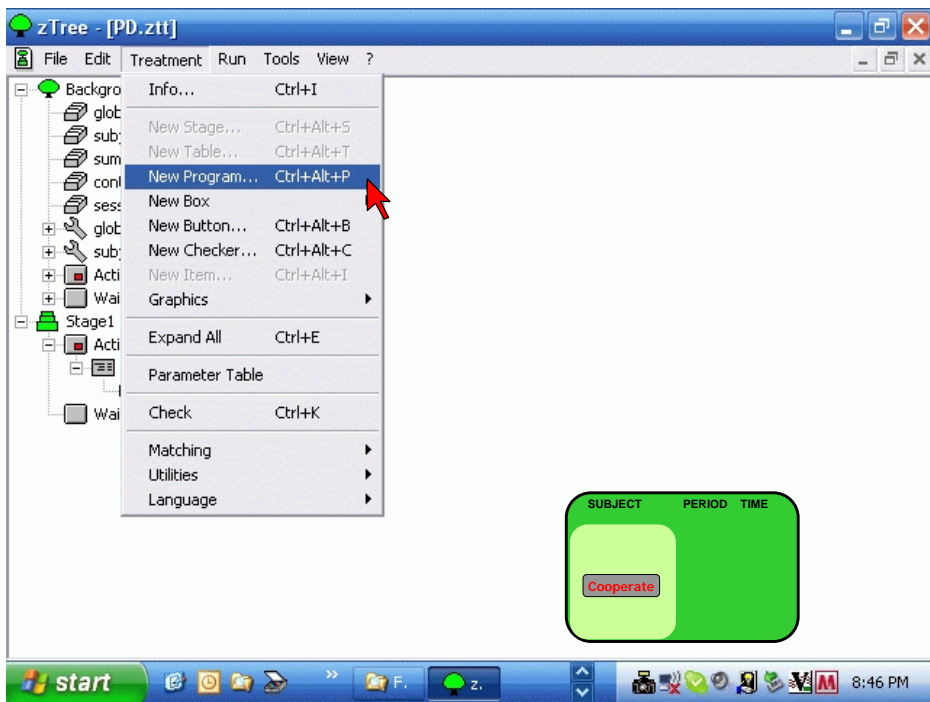 zTree - [PD.ztt]
File Edit Treatment Run Tools View ?
Backgro
glob
sub
sum
cont
sess
glob
sub
Acti
Wai
Stage1
Acti
Wai
Info... Ctrl+I
New Stage... Ctrl+Alt+S
New Table... Ctrl+Alt+T
New Program... Ctrl+Alt+P
New Box
New Button... Ctrl+Alt+B
New Checker... Ctrl+Alt+C
New Item... Ctrl+Alt+I
Graphics
Expand All Ctrl+E
Parameter Table
Check Ctrl+K
Matching
Utilities
Language
SUBJECT PERIOD TIME
Cooperate
start F. z. 8:46 PM